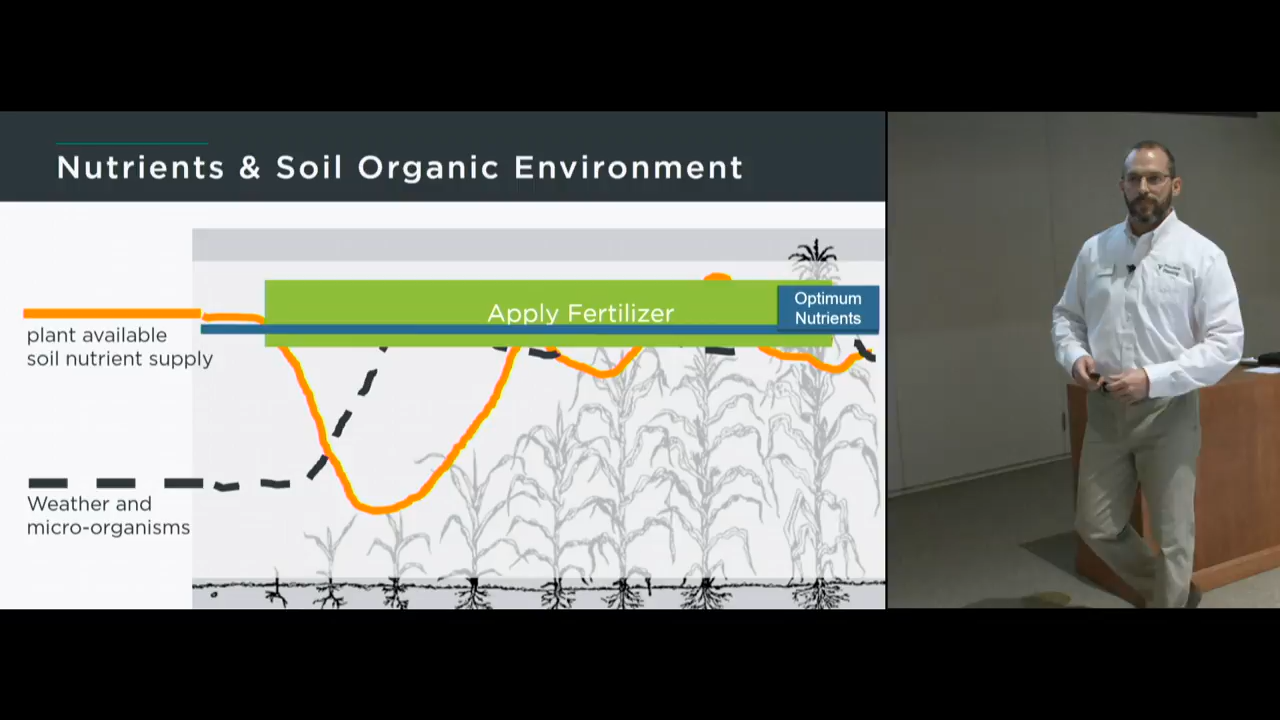 Nutrients & Soil Organic Environment
Apply Fertilizer
Optimum
Nutrients
plant available
soil nutrient supply
Weather and
micro-organisms